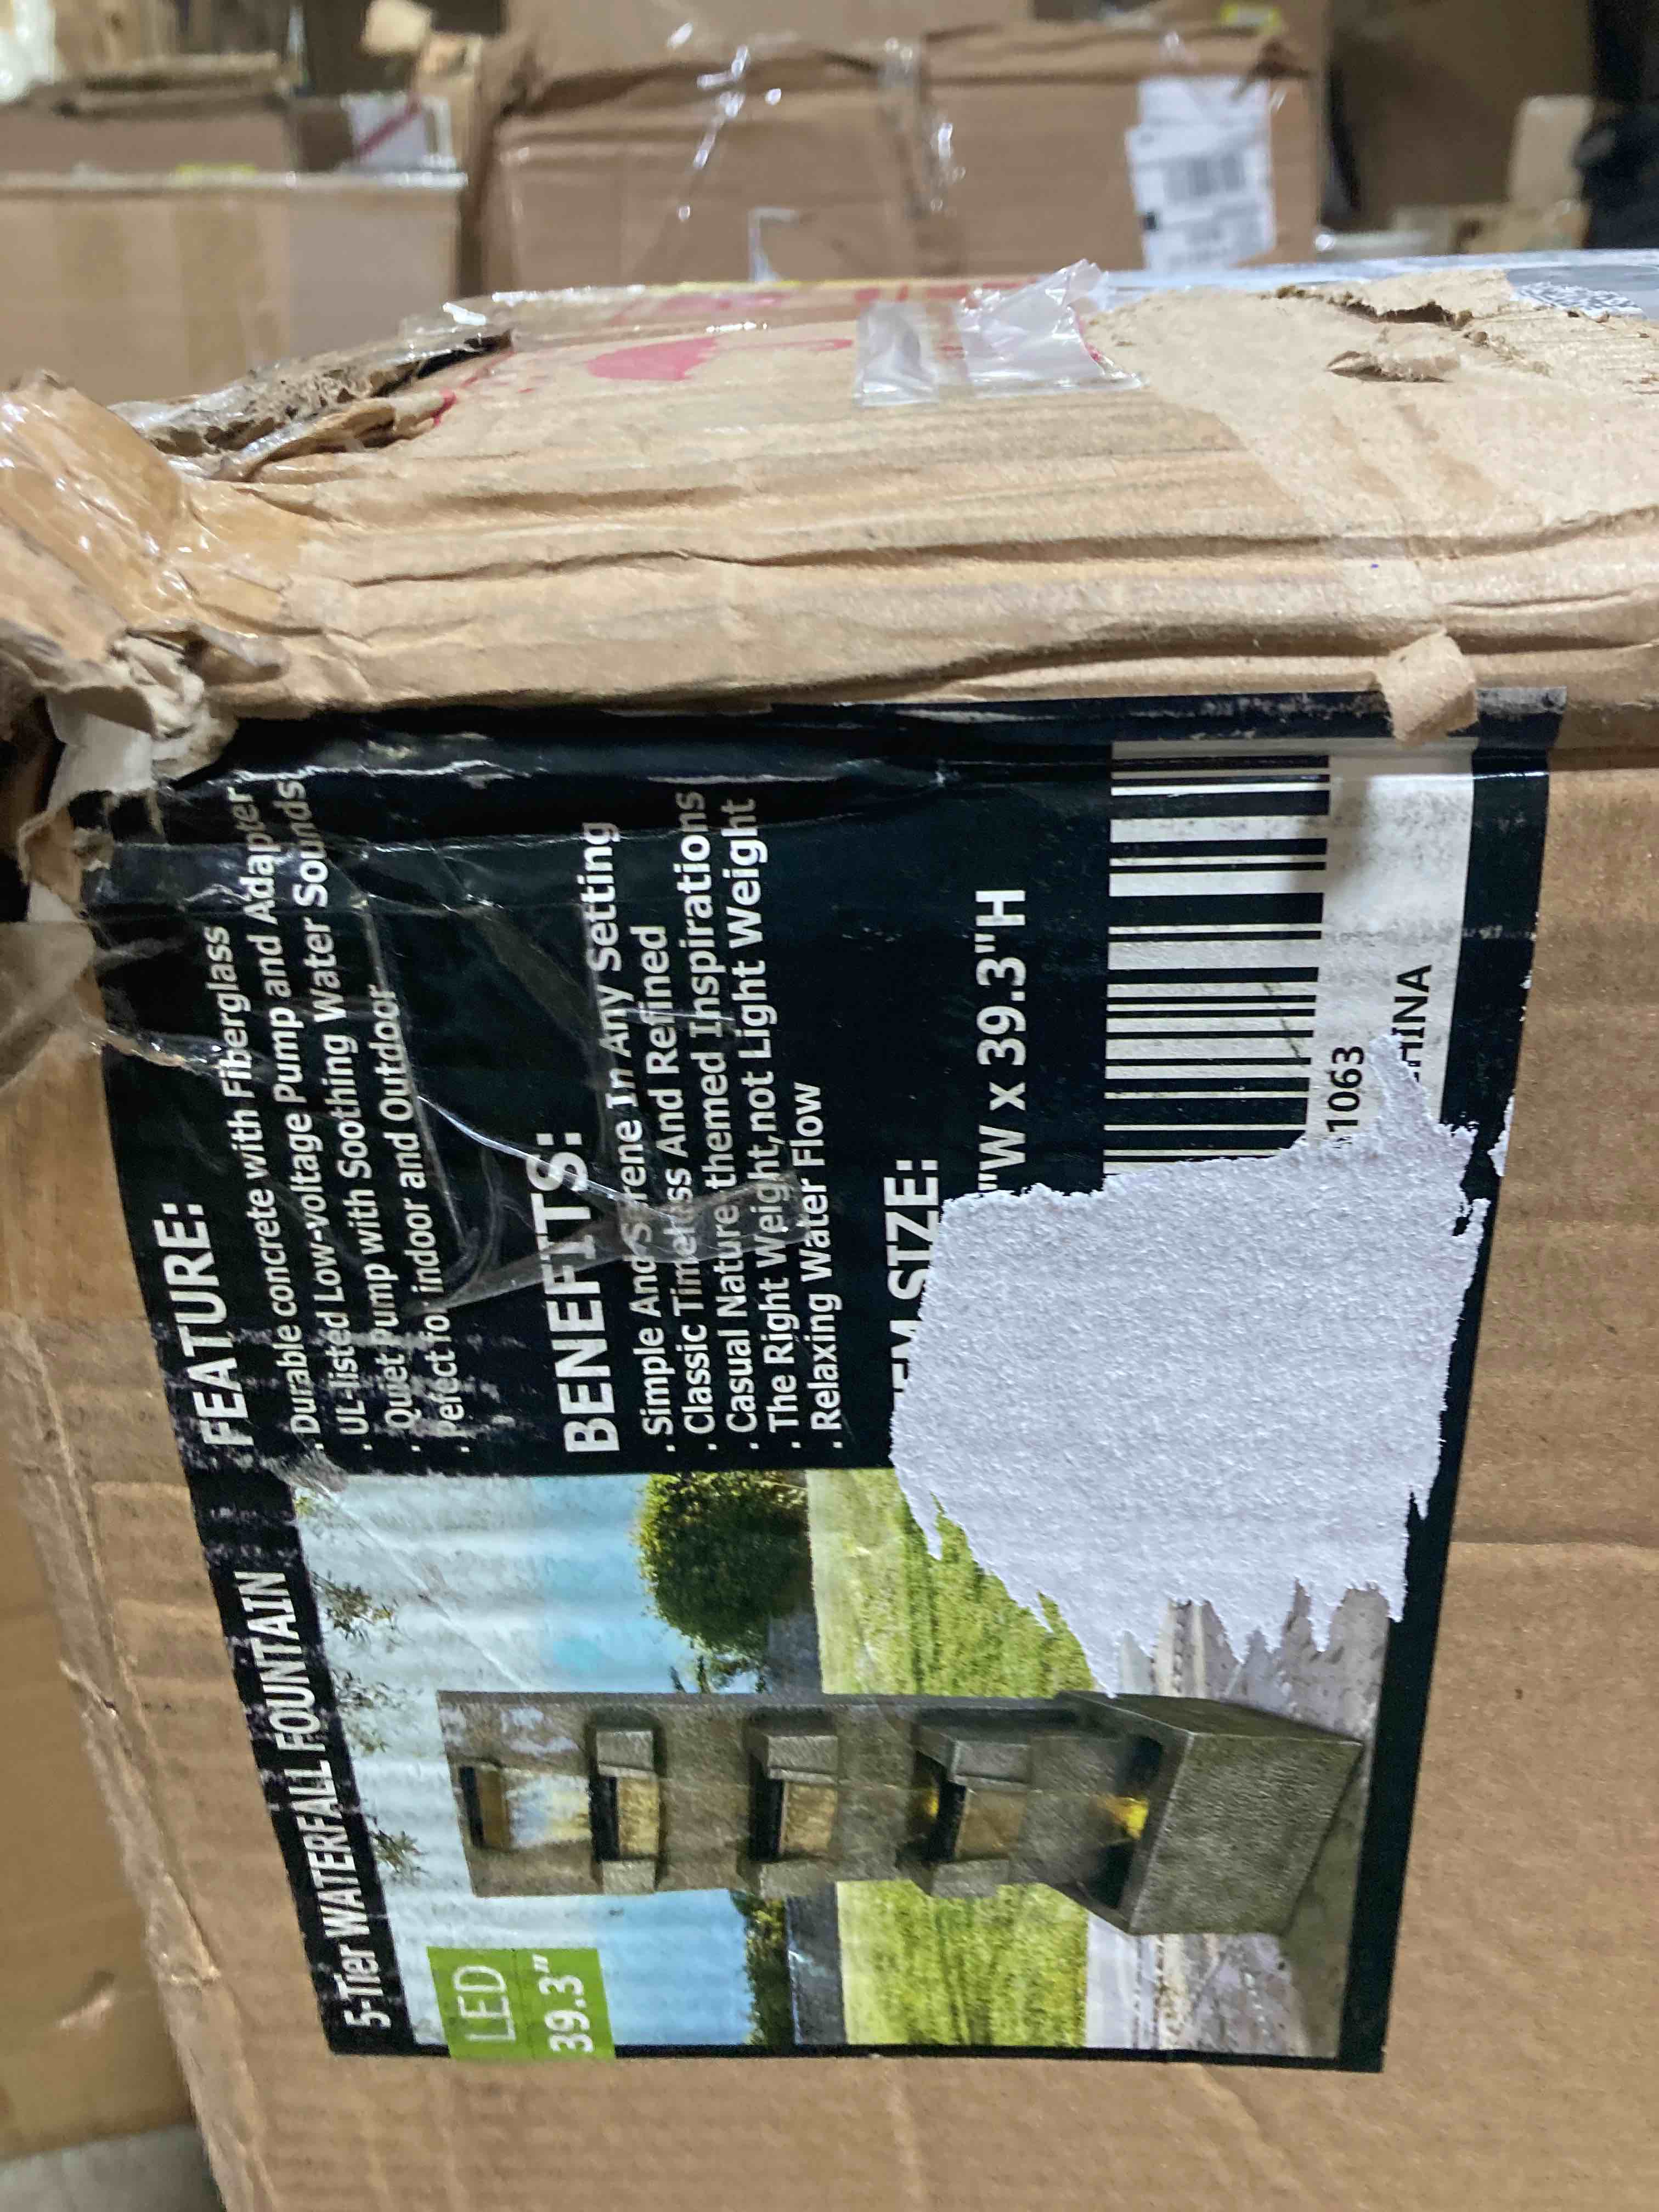 5-Tier WATERFALL FOUNTAIN
LED
39.3"
FEATURE:
· Durable concrete with Fiberglass
· UL-listed Low-voltage Pump and Adapter
· Quiet Pump with Soothing Water Sounds
· Pefect for indoor and Outdoor
BENEFITS:
· Simple And Serene In Any Setting
· Classic Timeless And Refined
· Casual Nature themed Inspirations
· The Right Weight,not Light Weight
· Relaxing Water Flow
SIZE:
"W x 39.3"H
1063